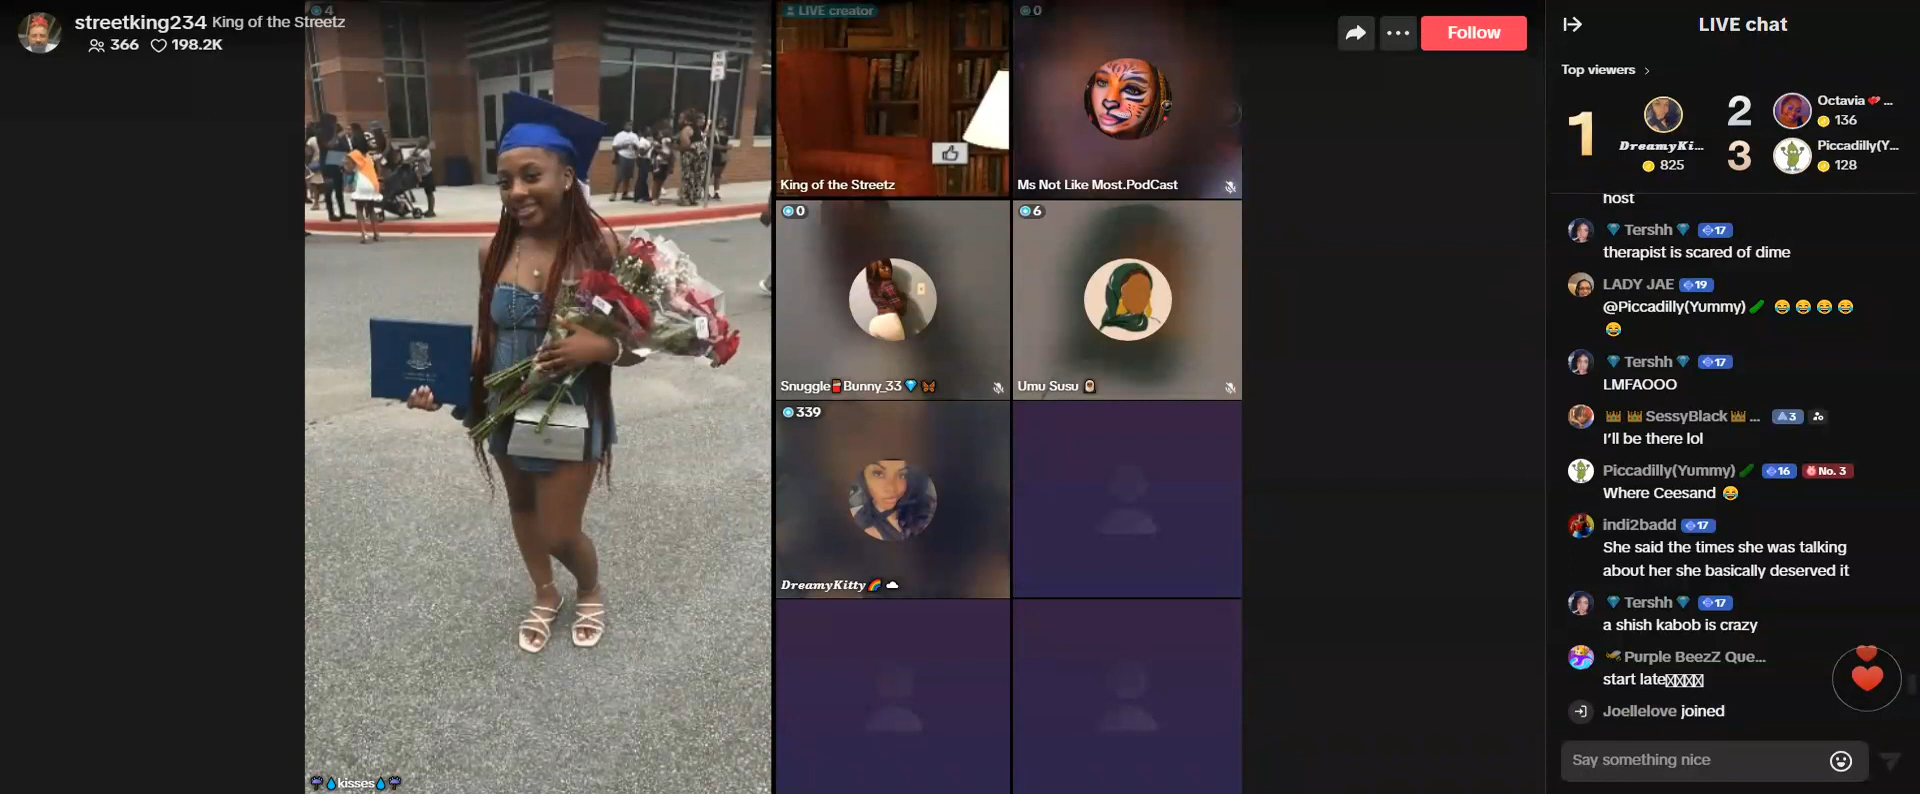 streetking234 King of the Streetz
366 198.2K
4
LIVE creator
0
Follow
King of the Streetz
Ms Not Like Most.PodCast
0
6
Snuggle🧧Bunny_33💎🦋
Umu Susu
339
DreamyKitty🌈☁️
☔💧kisses💧☔
LIVE chat
Top viewers >
1
DreamyKi...
825
2
Octavia ...
136
3
Piccadilly(Y...
128
host
💎 Tershh 💎 17
therapist is scared of dime
LADY JAE 19
@Piccadilly(Yummy)🥒 😂 😂 😂 😂
😂
💎 Tershh 💎 17
LMFAOOO
👑 👑 SessyBlack 👑 ... 3
I'll be there lol
Piccadilly(Yummy)🥒 16 No. 3
Where Ceesand 😂
indi2badd 17
She said the times she was talking
about her she basically deserved it
💎 Tershh 💎 17
a shish kabob is crazy
🐝 Purple BeezZ Que...
start late
Joellelove joined
Say something nice